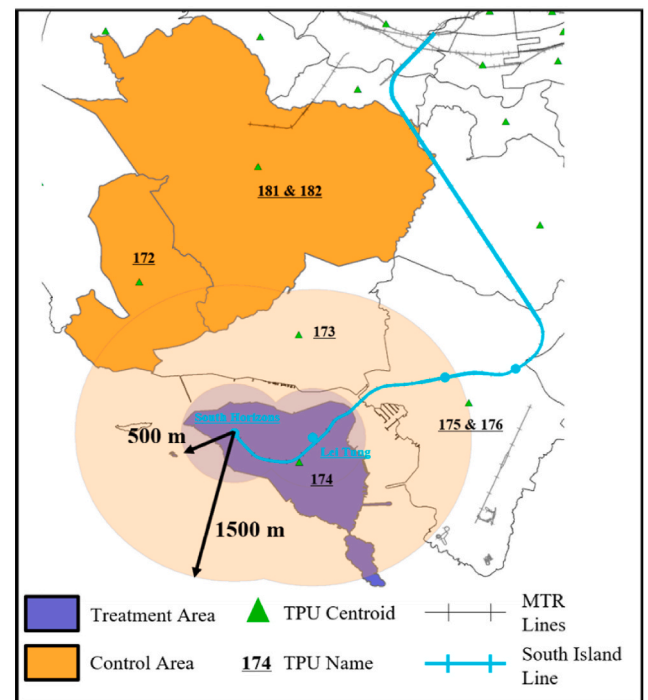 181 & 182
172
173
South Horizons
500 m
175 & 176
Lei Tung
174
1500 m
Treatment Area
TPU Centroid
MTR
Lines
Control Area
174 TPU Name
South Island
Line